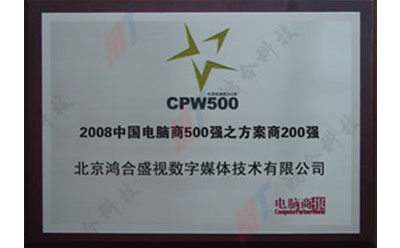 CPW500
2008中国电脑商500强之方案商200强
北京鸿合盛视数字媒体技术有限公司
电脑商报
ComputerPartnerWorld